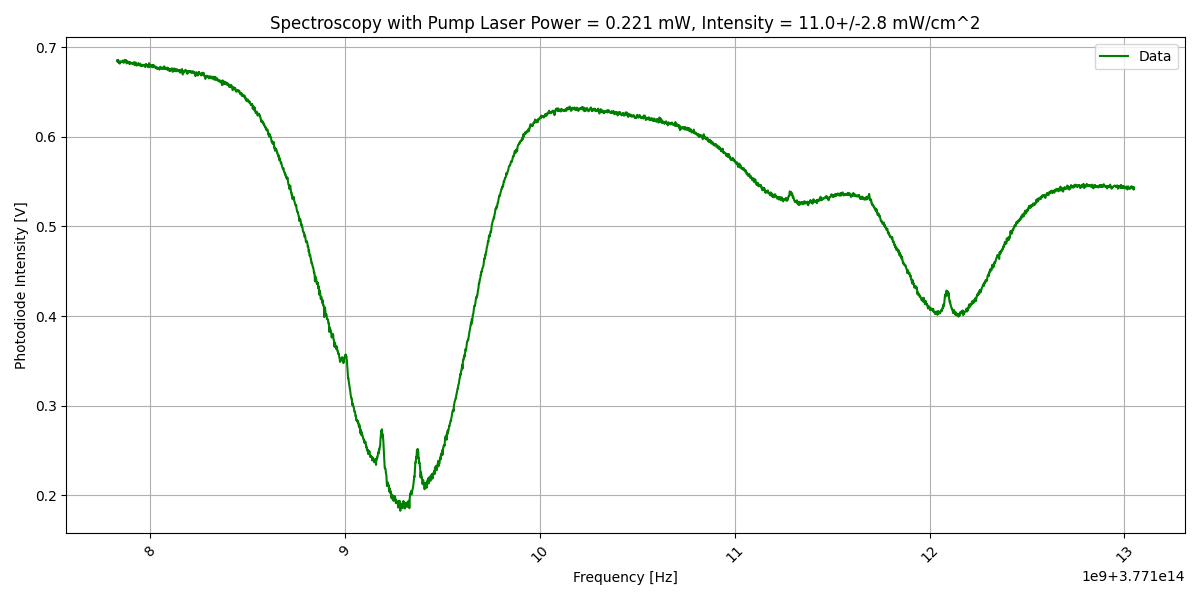 Spectroscopy with Pump Laser Power = 0.221 mW, Intensity = 11.0+/-2.8 mW/cm^2
Data
Photodiode Intensity [V]
0.7
0.6
0.5
0.4
0.3
0.2
8
9
10
11
12
13
Frequency [Hz]
1e9+3.771e14